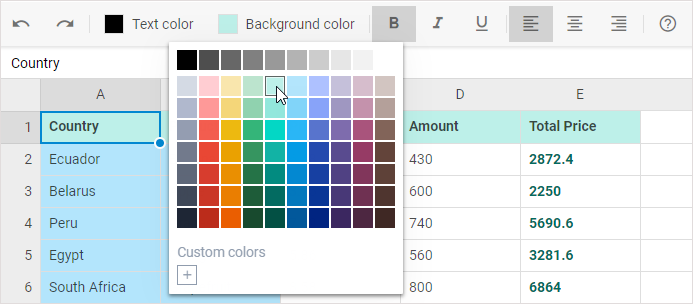 Text color Background color B I U ?
Country
A D E
1 Country Amount Total Price
2 Ecuador 430 2872.4
3 Belarus 600 2250
4 Peru 740 5690.6
5 Egypt 560 3281.6
Custom colors
+
6 South Africa 800 6864